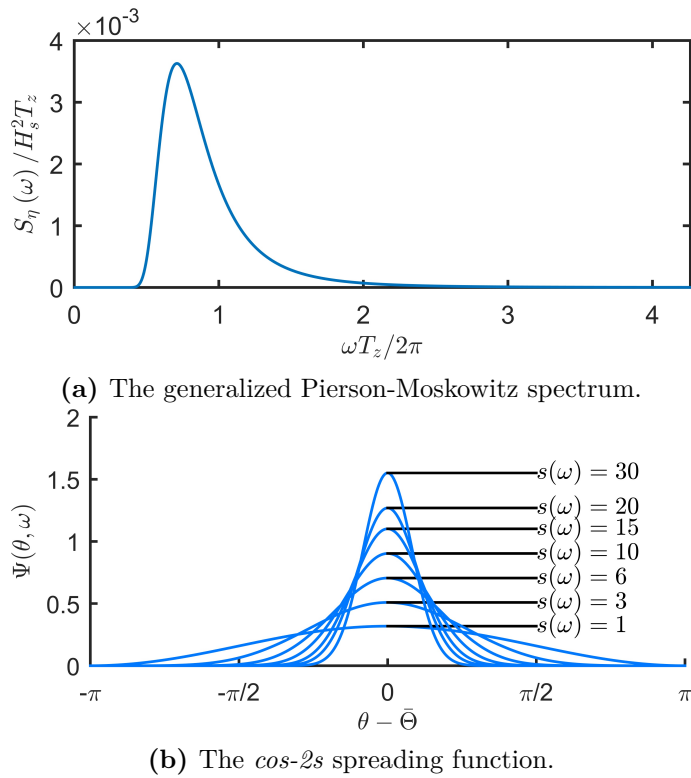 ×10⁻³
4
3
2
1
0
S_η (ω) / H_s² T_z
0 1 2 3 4
ωT_z/2π
(a) The generalized Pierson-Moskowitz spectrum.
2
1.5
1
0.5
0
Ψ(θ, ω)
s(ω) = 30
s(ω) = 20
s(ω) = 15
s(ω) = 10
s(ω) = 6
s(ω) = 3
s(ω) = 1
-π -π/2 0 π/2 π
θ − Θ̄
(b) The cos-2s spreading function.